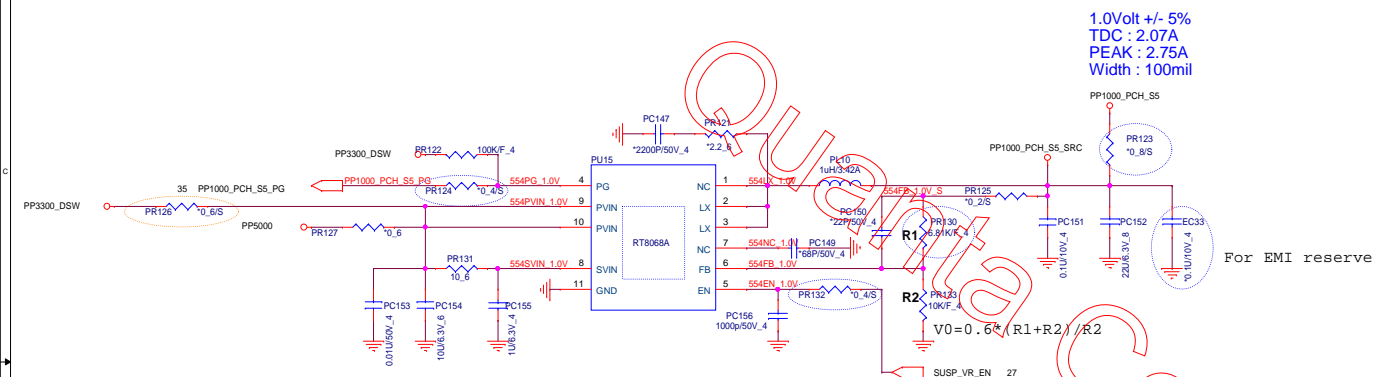 1.0Volt +/- 5%
TDC : 2.07A
PEAK : 2.75A
Width : 100mil
PP1000_PCH_S5
PR123
*0_8/S
PP1000_PCH_S5_SRC
PC147
*2200P/50V_4
PR121
*2.2_6
PP3300_DSW
PR122
100K/F_4
PU15
PL10
1uH/3.42A
35
PP1000_PCH_S5_PG
PP1000_PCH_S5_PG
PR124
*0_4/S
554PG_1.0V
4
PG
NC
1
554LX_1.0V
554FB_1.0V_S
PR125
*0_2/S
PP3300_DSW
PR126
*0_6/S
554PVIN_1.0V
9
PVIN
LX
2
PC150
*22P/50V_4
PP5000
PR127
*0_6
10
PVIN
LX
3
R1
PR130
6.81K/F_4
PC151
0.1U/10V_4
PC152
22U/6.3V_8
EC33
*0.1U/10V_4
RT8068A
NC
7
554NC_1.0V
PC149
*68P/50V_4
For EMI reserve
PR131
10_6
554SVIN_1.0V
8
SVIN
FB
6
554FB_1.0V
11
GND
EN
5
554EN_1.0V
PR132
*0_4/S
R2
PR133
10K/F_4
PC153
0.01U/50V_4
PC154
10U/6.3V_6
PC155
1U/6.3V_4
PC156
1000p/50V_4
V0=0.6*(R1+R2)/R2
SUSP_VR_EN
27
C
Quanta